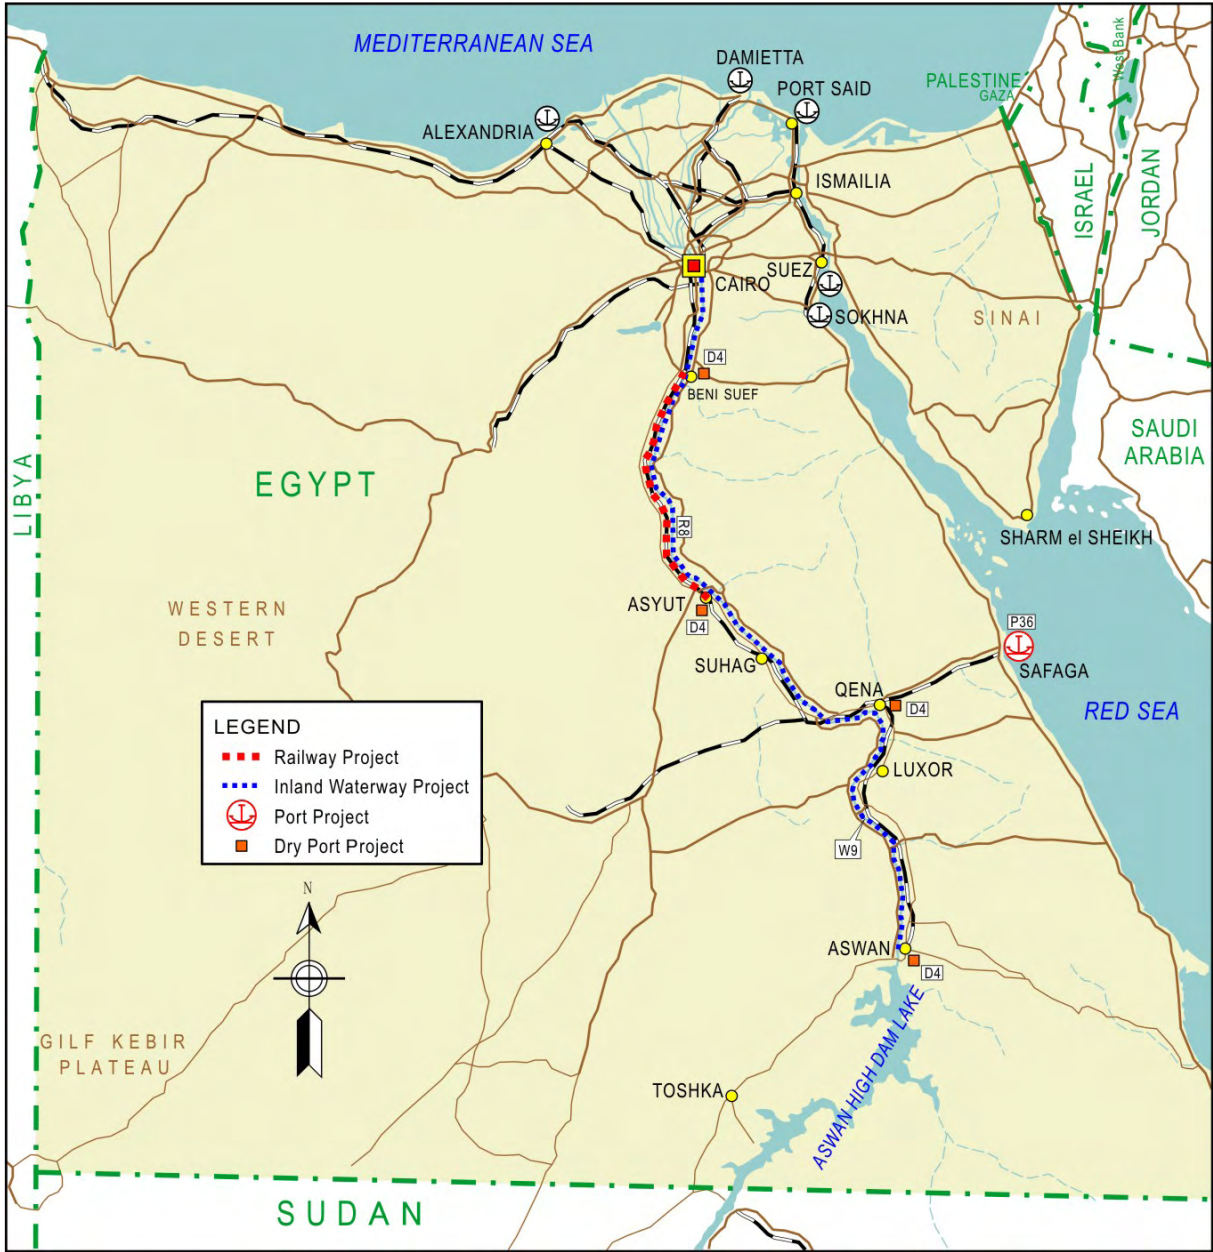 MEDITERRANEAN SEA
DAMIETTA
PORT SAID
PALESTINE
GAZA
West Bank
ALEXANDRIA
ISMAILIA
ISRAEL
JORDAN
SUEZ
CAIRO
SOKHNA
SINAI
D4
BENI SUEF
SAUDI
ARABIA
LIBYA
EGYPT
R8
SHARM el SHEIKH
WESTERN
DESERT
ASYUT
D4
P36
SUHAG
SAFAGA
QENA
D4
RED SEA
LEGEND
Railway Project
Inland Waterway Project
Port Project
Dry Port Project
LUXOR
W9
N
ASWAN
D4
ASWAN HIGH DAM LAKE
GILF KEBIR
PLATEAU
TOSHKA
SUDAN